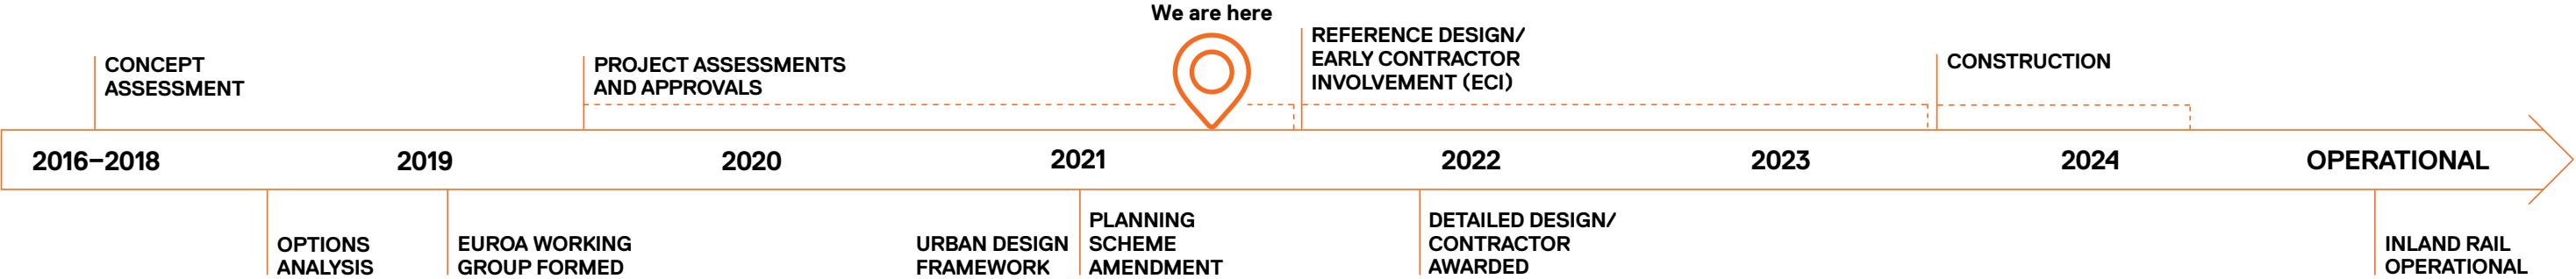 We are here
CONCEPT
ASSESSMENT
PROJECT ASSESSMENTS
AND APPROVALS
REFERENCE DESIGN/
EARLY CONTRACTOR
INVOLVEMENT (ECI)
CONSTRUCTION
2016–2018
2019
2020
2021
2022
2023
2024
OPERATIONAL
OPTIONS
ANALYSIS
EUROA WORKING
GROUP FORMED
URBAN DESIGN
FRAMEWORK
PLANNING
SCHEME
AMENDMENT
DETAILED DESIGN/
CONTRACTOR
AWARDED
INLAND RAIL
OPERATIONAL